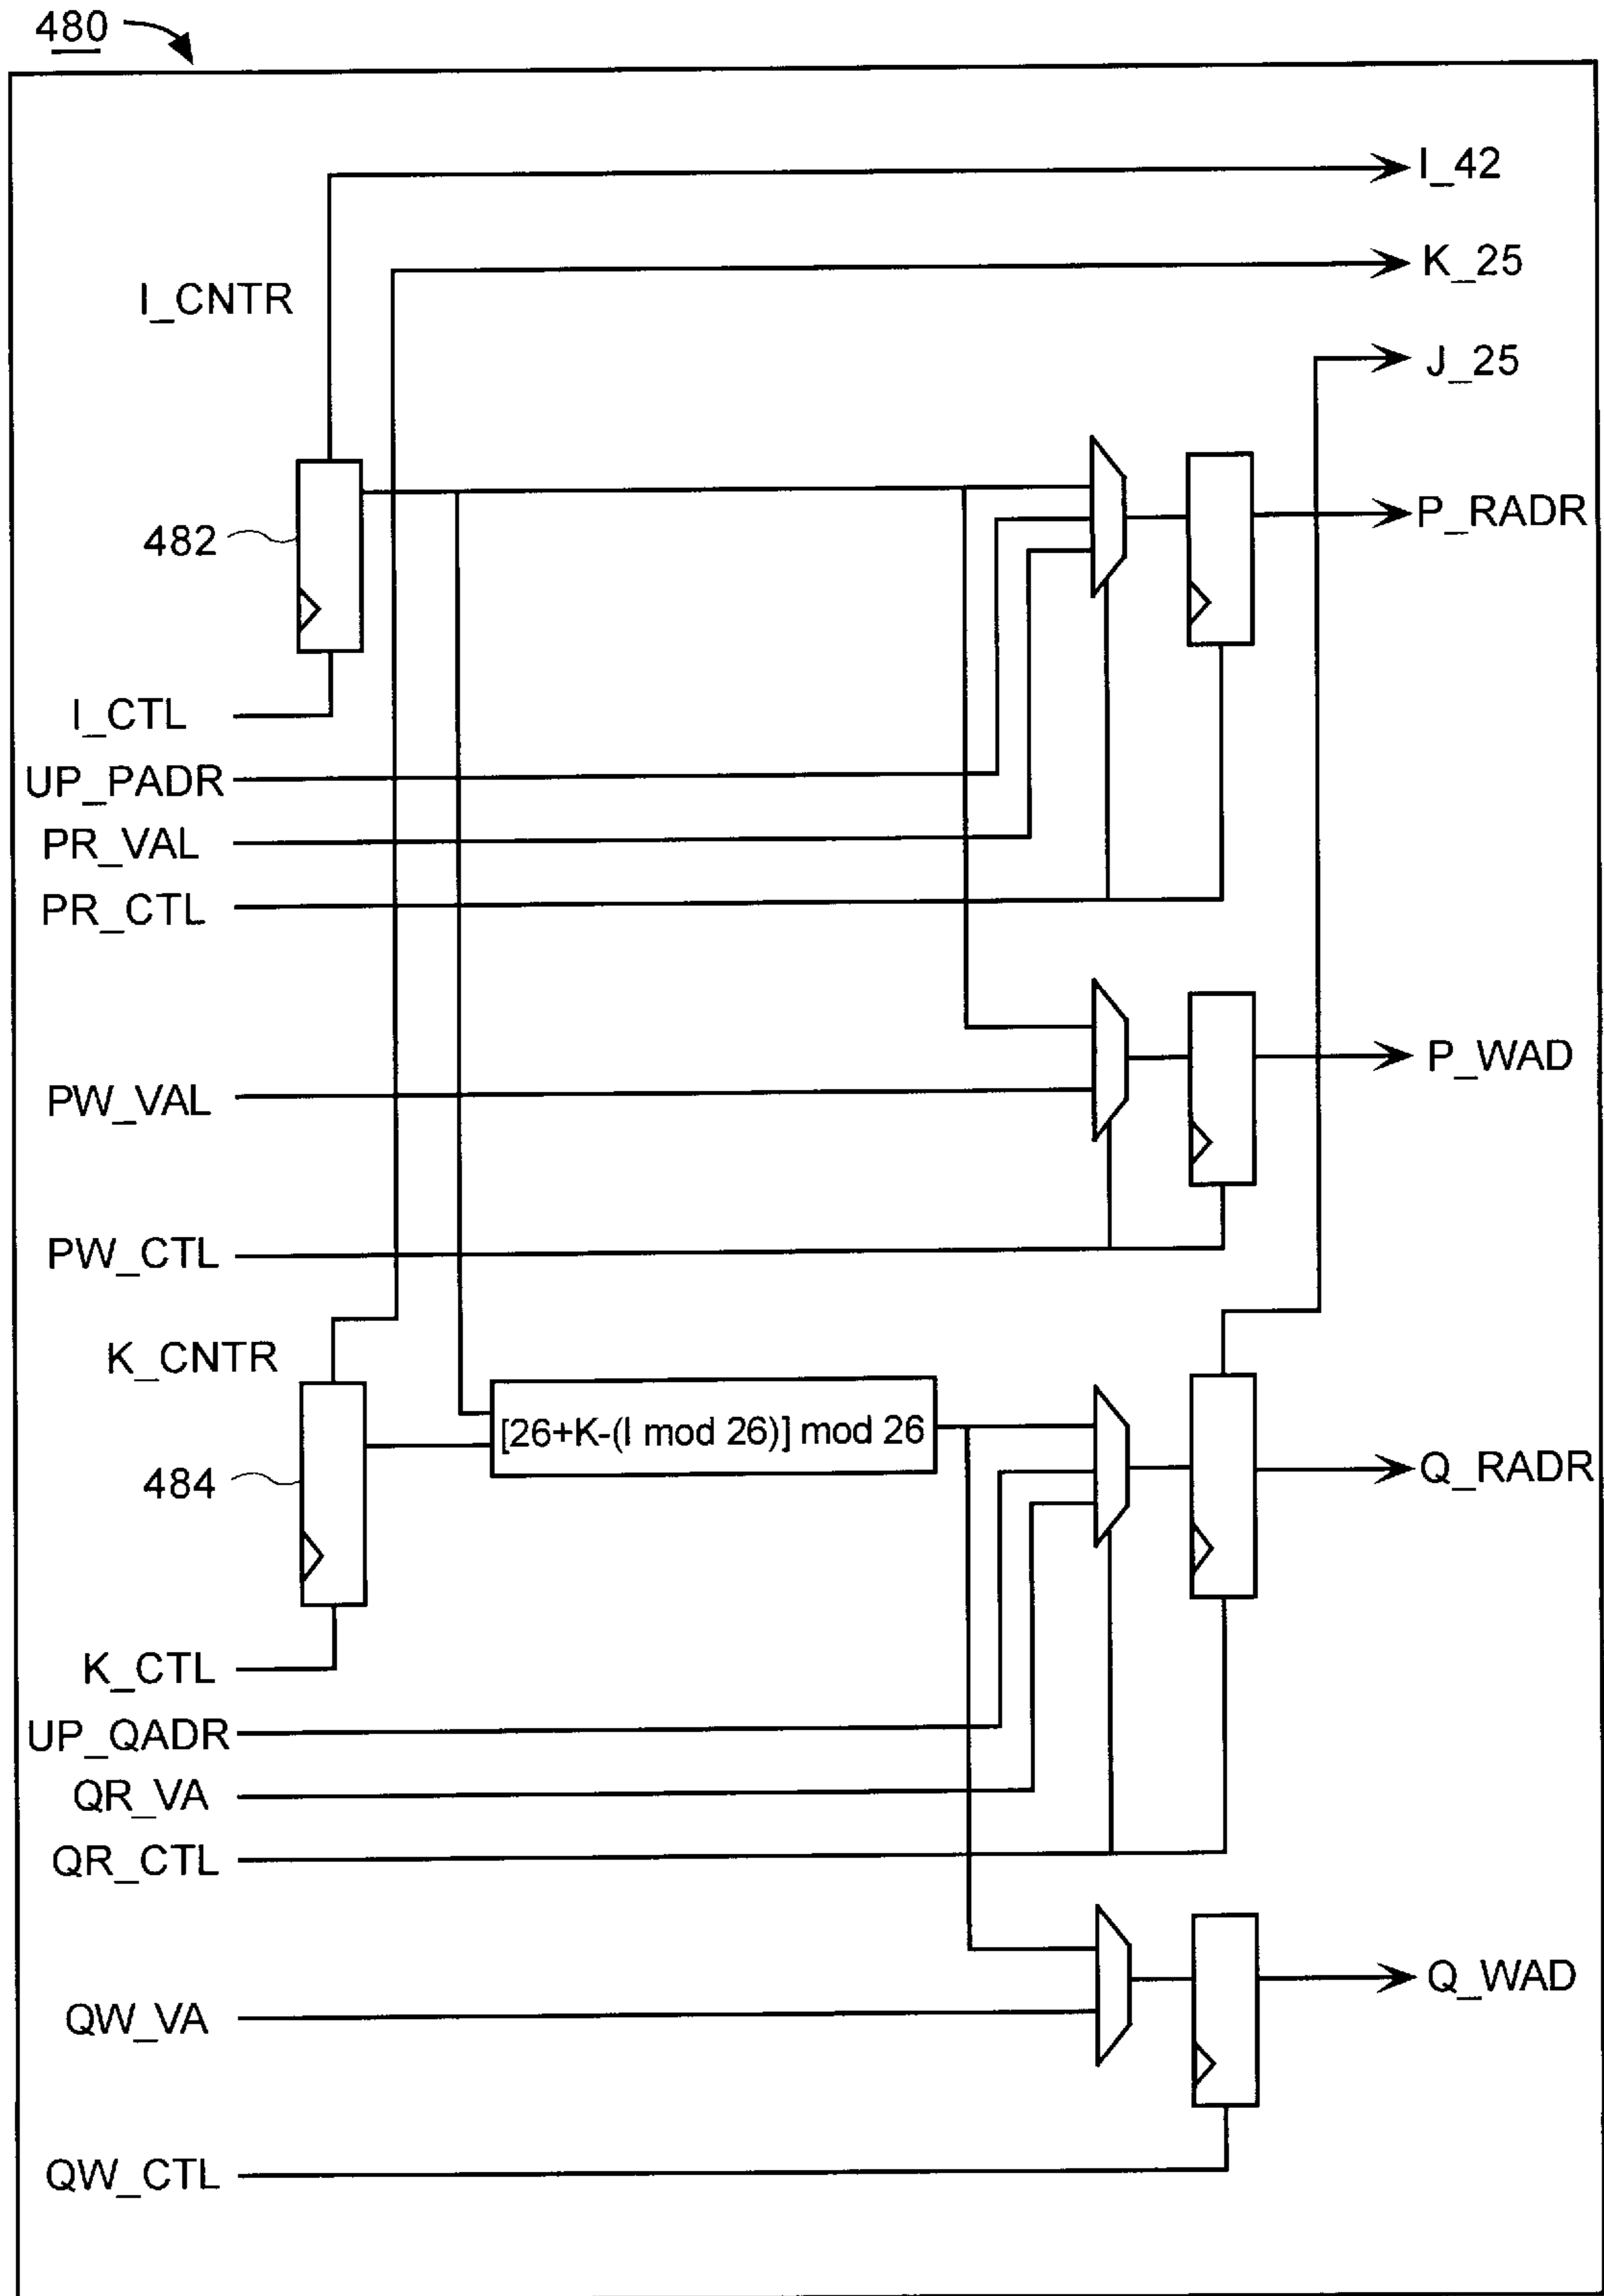 480
I_42
K_25
I_CNTR
J_25
P_RADR
482
I_CTL
UP_PADR
PR_VAL
PR_CTL
P_WAD
PW_VAL
PW_CTL
K_CNTR
[26+K-(I mod 26)] mod 26
Q_RADR
484
K_CTL
UP_QADR
QR_VA
QR_CTL
Q_WAD
QW_VA
QW_CTL